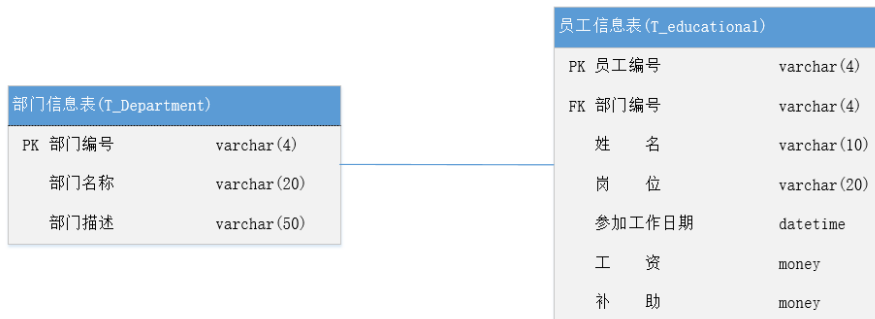 部门信息表(T_Department)
PK 部门编号 varchar(4)
部门名称 varchar(20)
部门描述 varchar(50)
员工信息表(T_educational)
PK 员工编号 varchar(4)
FK 部门编号 varchar(4)
姓 名 varchar(10)
岗 位 varchar(20)
参加工作日期 datetime
工 资 money
补 助 money